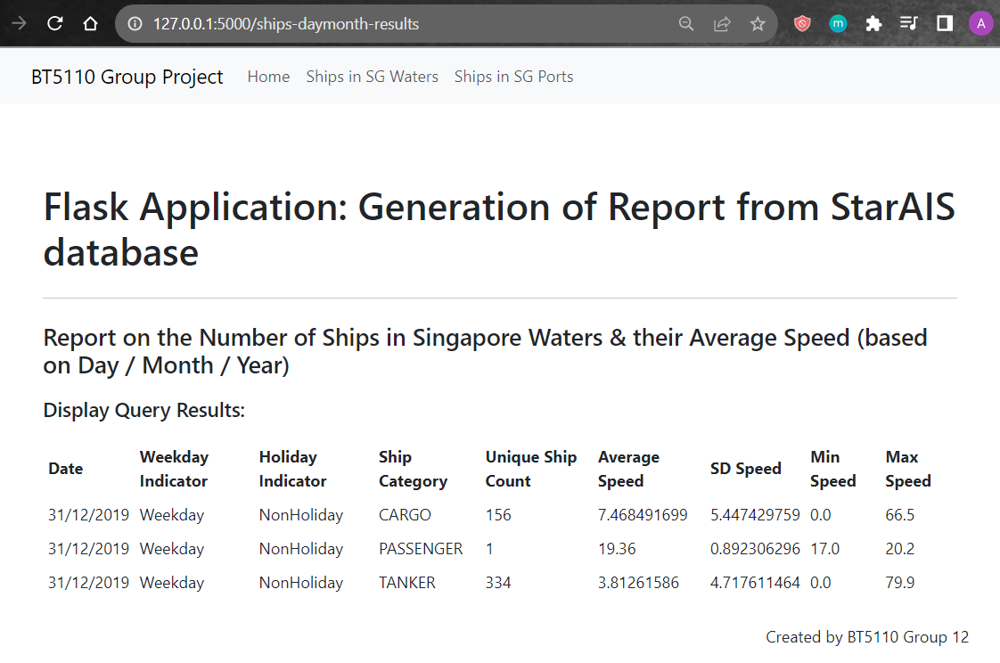 127.0.0.1:5000/ships-daymonth-results
m
A
BT5110 Group Project Home Ships in SG Waters Ships in SG Ports
Flask Application: Generation of Report from StarAIS
database
Report on the Number of Ships in Singapore Waters & their Average Speed (based
on Day / Month / Year)
Display Query Results:
Date Weekday Indicator Holiday Indicator Ship Category Unique Ship Count Average Speed SD Speed Min Speed Max Speed
31/12/2019 Weekday NonHoliday CARGO 156 7.468491699 5.447429759 0.0 66.5
31/12/2019 Weekday NonHoliday PASSENGER 1 19.36 0.892306296 17.0 20.2
31/12/2019 Weekday NonHoliday TANKER 334 3.81261586 4.717611464 0.0 79.9
Created by BT5110 Group 12